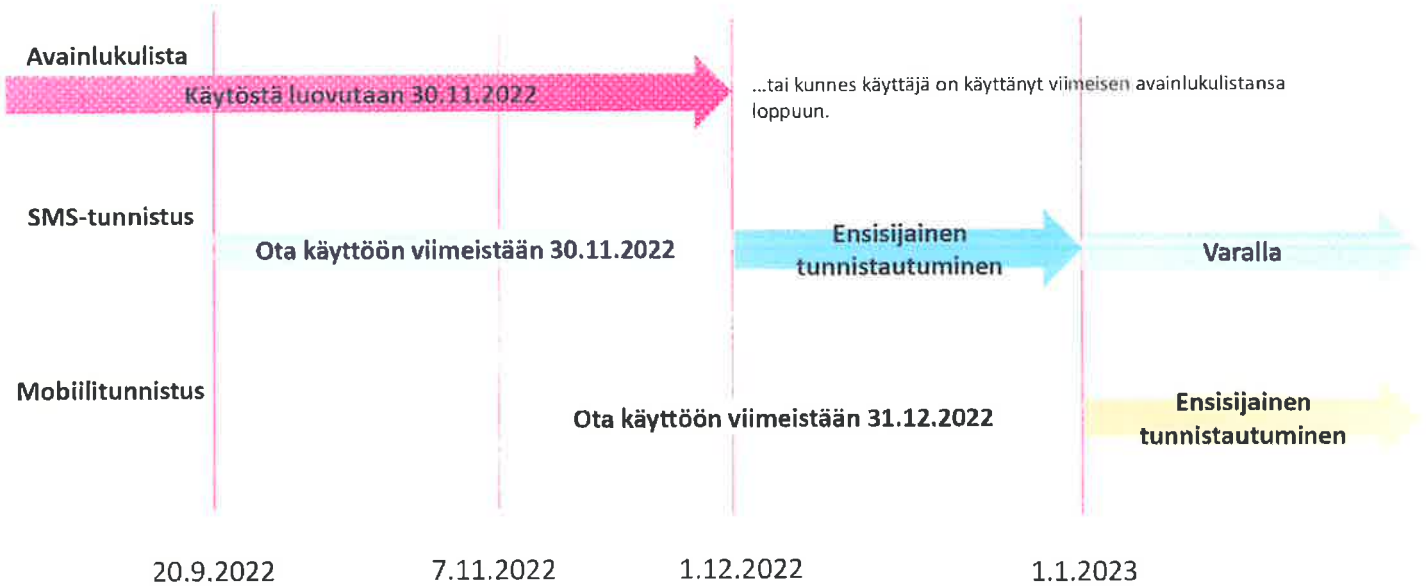 Avainlukulista
Käytöstä luovutaan 30.11.2022
...tai kunnes käyttäjä on käyttänyt viimeisen avainlukulistansa
loppuun.
SMS-tunnistus
Ota käyttöön viimeistään 30.11.2022
Ensisijainen
tunnistautuminen
Varalla
Mobiilitunnistus
Ota käyttöön viimeistään 31.12.2022
Ensisijainen
tunnistautuminen
20.9.2022
7.11.2022
1.12.2022
1.1.2023